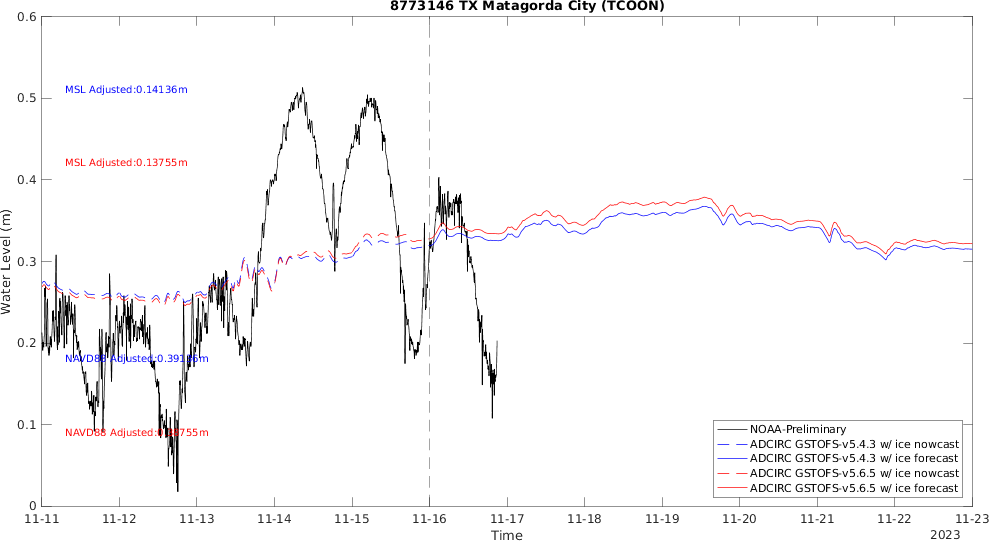 8773146 TX Matagorda City (TCOON)
0.6
0.5
0.4
0.3
0.2
0.1
0
Water Level (m)
MSL Adjusted:0.14136m
MSL Adjusted:0.13755m
NAVD88
NAVD88
NOAA-Preliminary
ADCIRC GSTOFS-v5.4.3 w/ ice nowcast
ADCIRC GSTOFS-v5.4.3 w/ ice forecast
ADCIRC GSTOFS-v5.6.5 w/ ice nowcast
ADCIRC GSTOFS-v5.6.5 w/ ice forecast
11-11 11-12 11-13 11-14 11-15 11-16 11-17 11-18 11-19 11-20 11-21 11-22 11-23
Time
2023